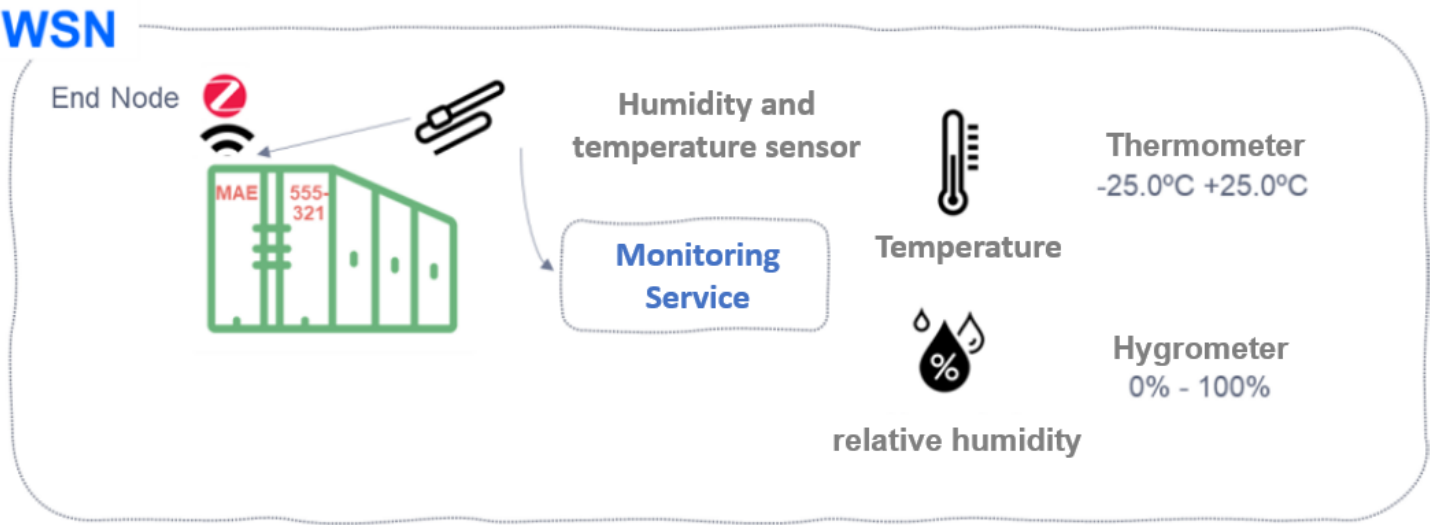 WSN
End Node
MAE
555-
321
Humidity and
temperature sensor
Monitoring
Service
Temperature
Thermometer
-25.0ºC +25.0ºC
%
relative humidity
Hygrometer
0% - 100%